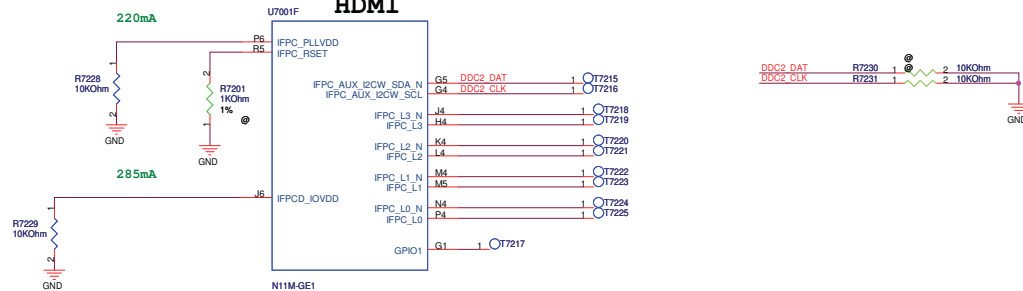 HDMI
U7001F
220mA
P6 IFPC_PLLVDD
R5 IFPC_RSET
1
R7228
10KOhm
2
GND
2
R7201
1KOhm
1%
@
1
GND
IFPC_AUX_I2CW_SDA_N G5 DDC2_DAT 1 T7215
IFPC_AUX_I2CW_SCL G4 DDC2_CLK 1 T7216
IFPC_L3_N J4 1 T7218
IFPC_L3 H4 1 T7219
IFPC_L2_N K4 1 T7220
IFPC_L2 L4 1 T7221
IFPC_L1_N M4 1 T7222
IFPC_L1 M5 1 T7223
IFPC_L0_N N4 1 T7224
IFPC_L0 P4 1 T7225
GPIO1 G1 1 T7217
285mA
J6 IFPCD_IOVDD
1
R7229
10KOhm
2
GND
N11M-GE1
@
DDC2_DAT R7230 1 @ 2 10KOhm
DDC2_CLK R7231 1 2 10KOhm
GND